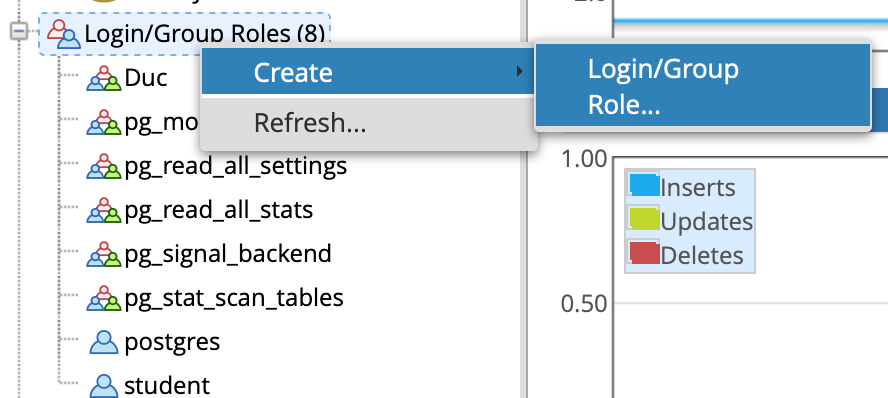 Login/Group Roles (8)
Create
Login/Group
Role...
Refresh...
Duc
pg_mo
pg_read_all_settings
pg_read_all_stats
pg_signal_backend
pg_stat_scan_tables
postgres
student
1.00
Inserts
Updates
Deletes
0.50